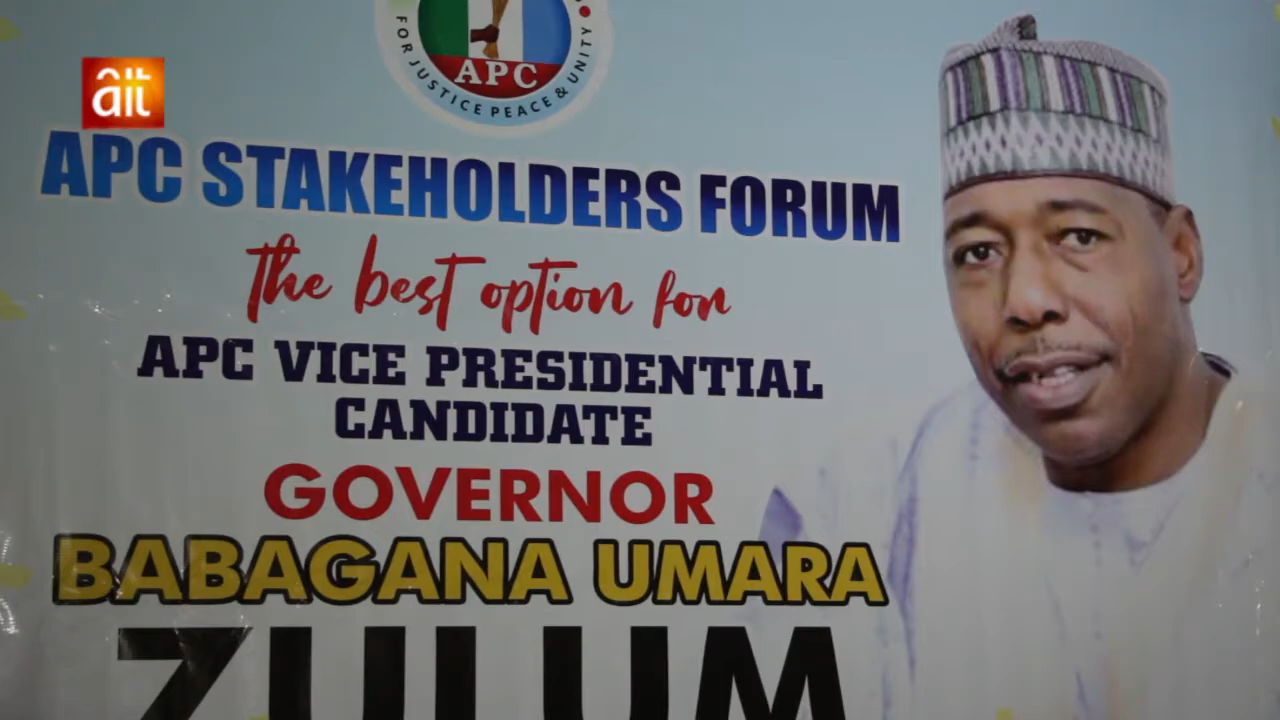 FOR JUSTICE PEACE & UNITY
APC
ait
APC STAKEHOLDERS FORUM
the best option for
APC VICE PRESIDENTIAL
CANDIDATE
GOVERNOR
BABAGANA UMARA
ZULUM